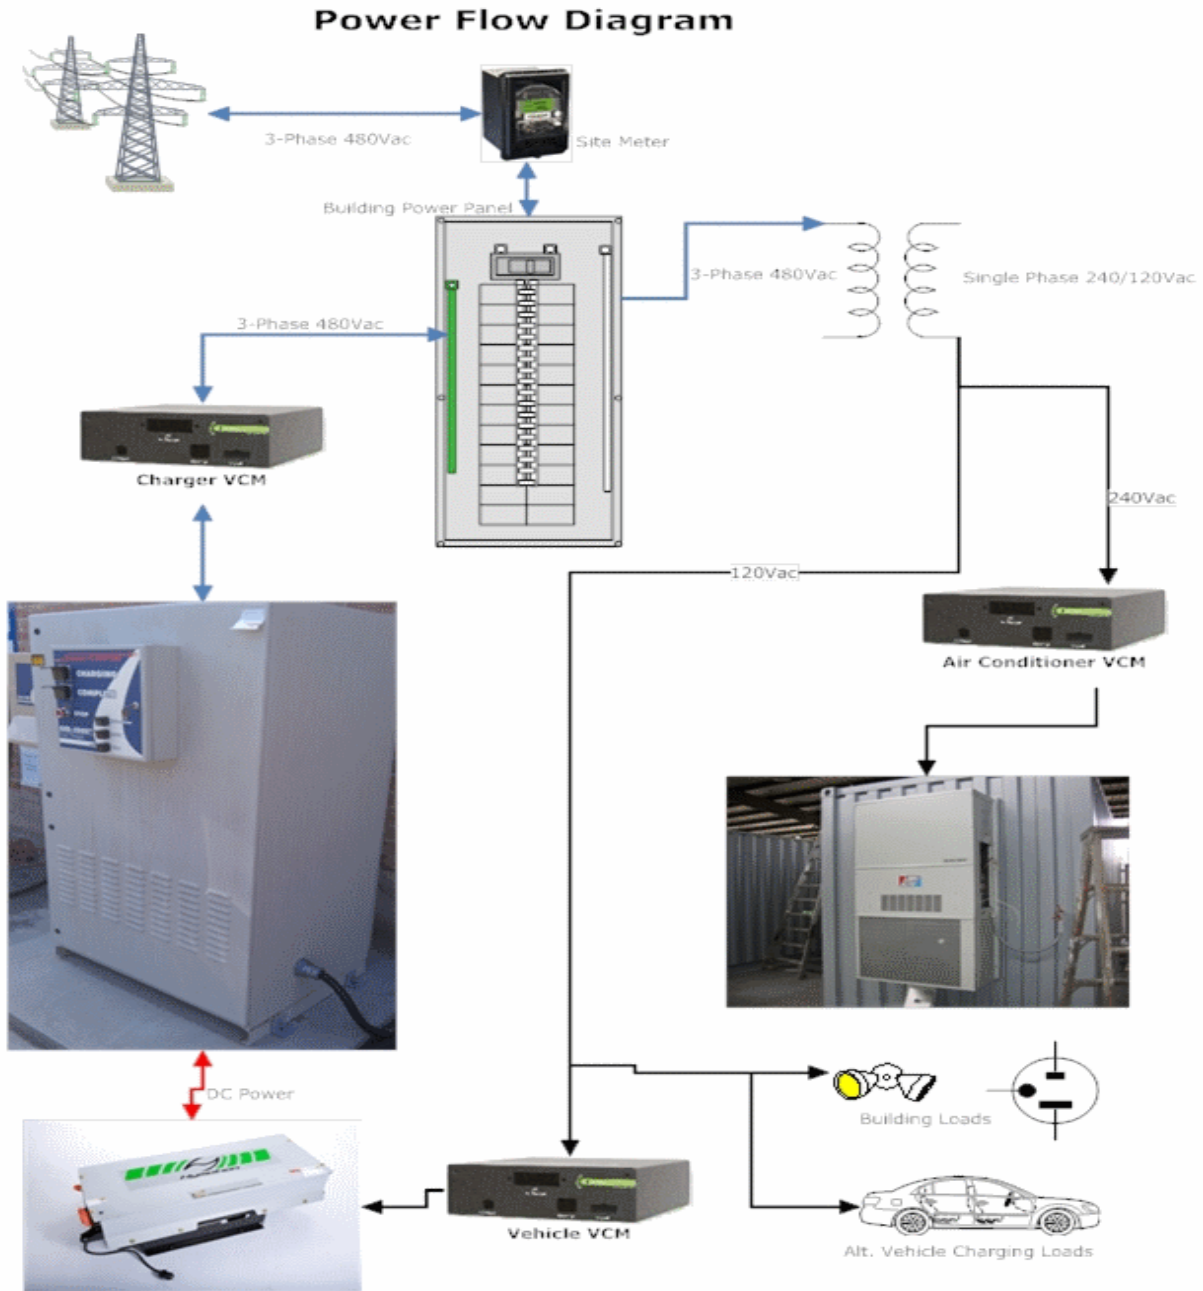 Power Flow Diagram
3-Phase 480Vac
Site Meter
Building Power Panel
3-Phase 480Vac
Single Phase 240/120Vac
3-Phase 480Vac
Charger VCM
240Vac
120Vac
Air Conditioner VCM
CHARGING
DC Power
Building Loads
Vehicle VCM
Alt. Vehicle Charging Loads